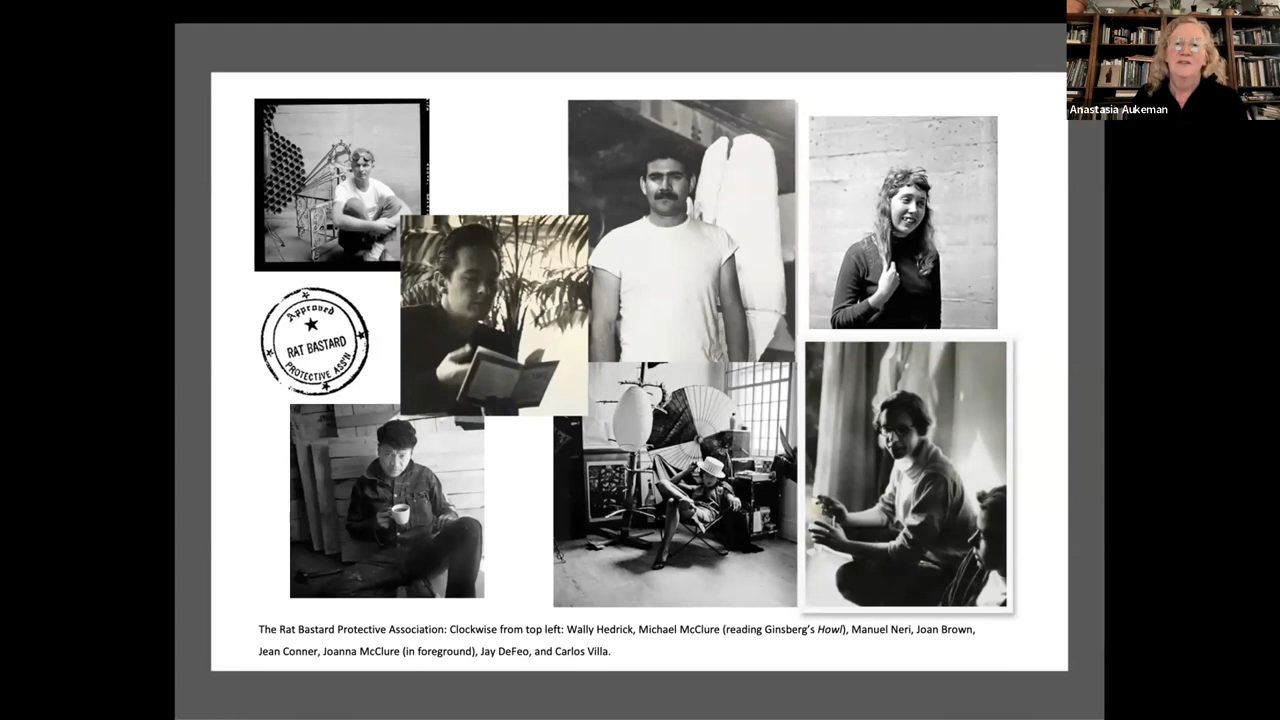 Anastasia Aukeman
Approved
RAT BASTARD
PROTECTIVE ASS'N
The Rat Bastard Protective Association: Clockwise from top left: Wally Hedrick, Michael McClure (reading Ginsberg's Howl), Manuel Neri, Joan Brown,
Jean Conner, Joanna McClure (in foreground), Jay DeFeo, and Carlos Villa.